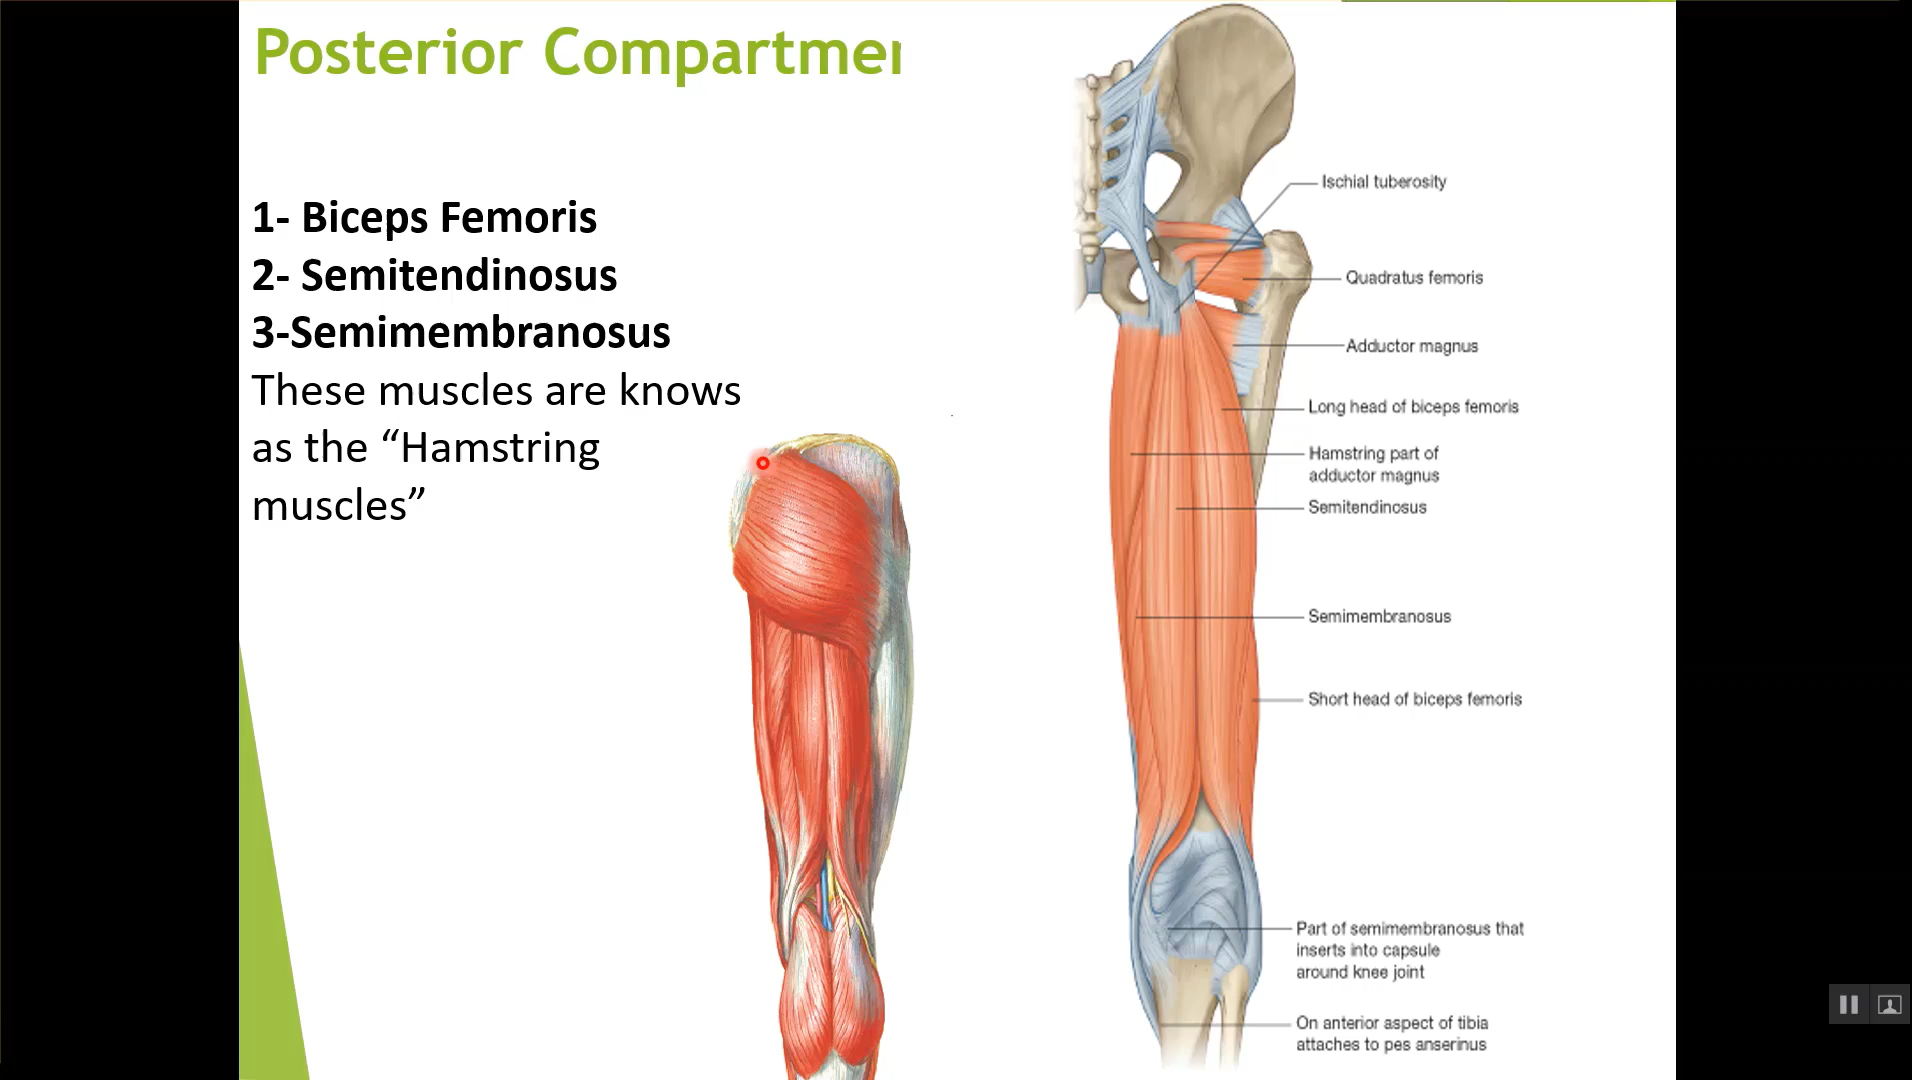 Posterior Compartmer
1- Biceps Femoris
2- Semitendinosus
3-Semimembranosus
These muscles are knows
as the “Hamstring
muscles”
Ischial tuberosity
Quadratus femoris
Adductor magnus
Long head of biceps femoris
Hamstring part of
adductor magnus
Semitendinosus
Semimembranosus
Short head of biceps femoris
Part of semimembranosus that
inserts into capsule
around knee joint
On anterior aspect of tibia
attaches to pes anserinus